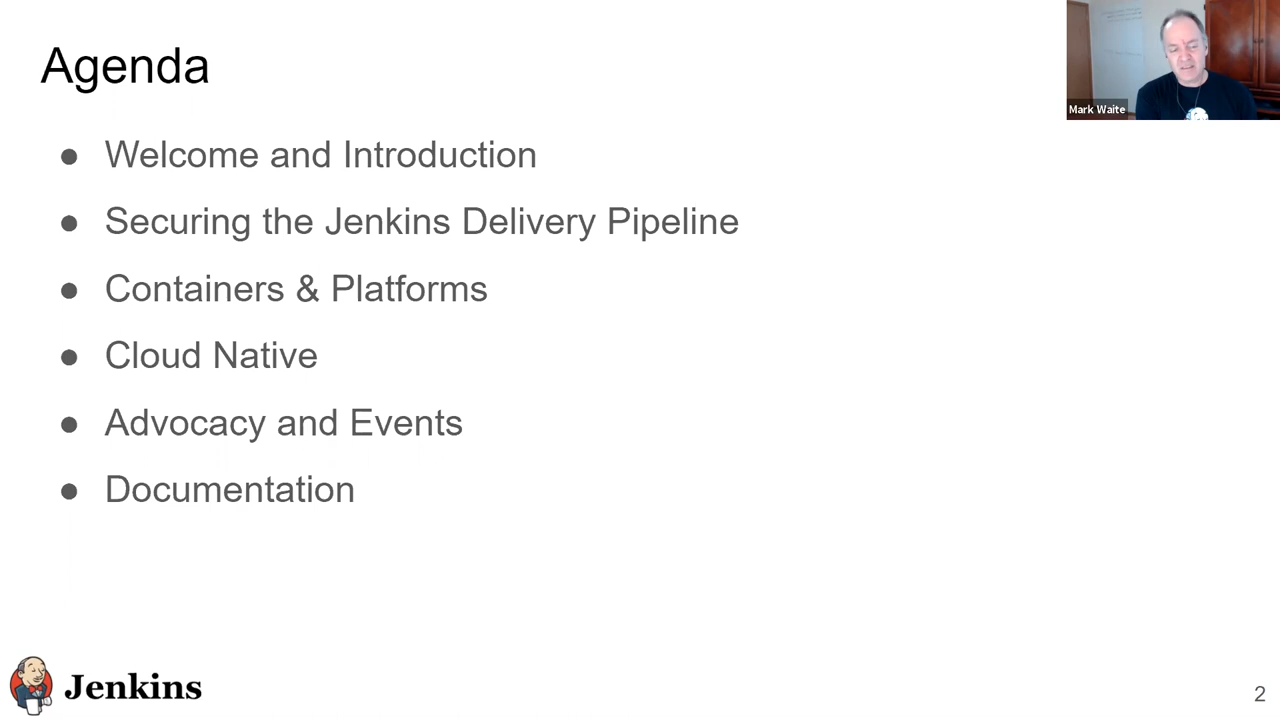 Agenda
Mark Waite
● Welcome and Introduction
● Securing the Jenkins Delivery Pipeline
● Containers & Platforms
● Cloud Native
● Advocacy and Events
● Documentation
Jenkins
2